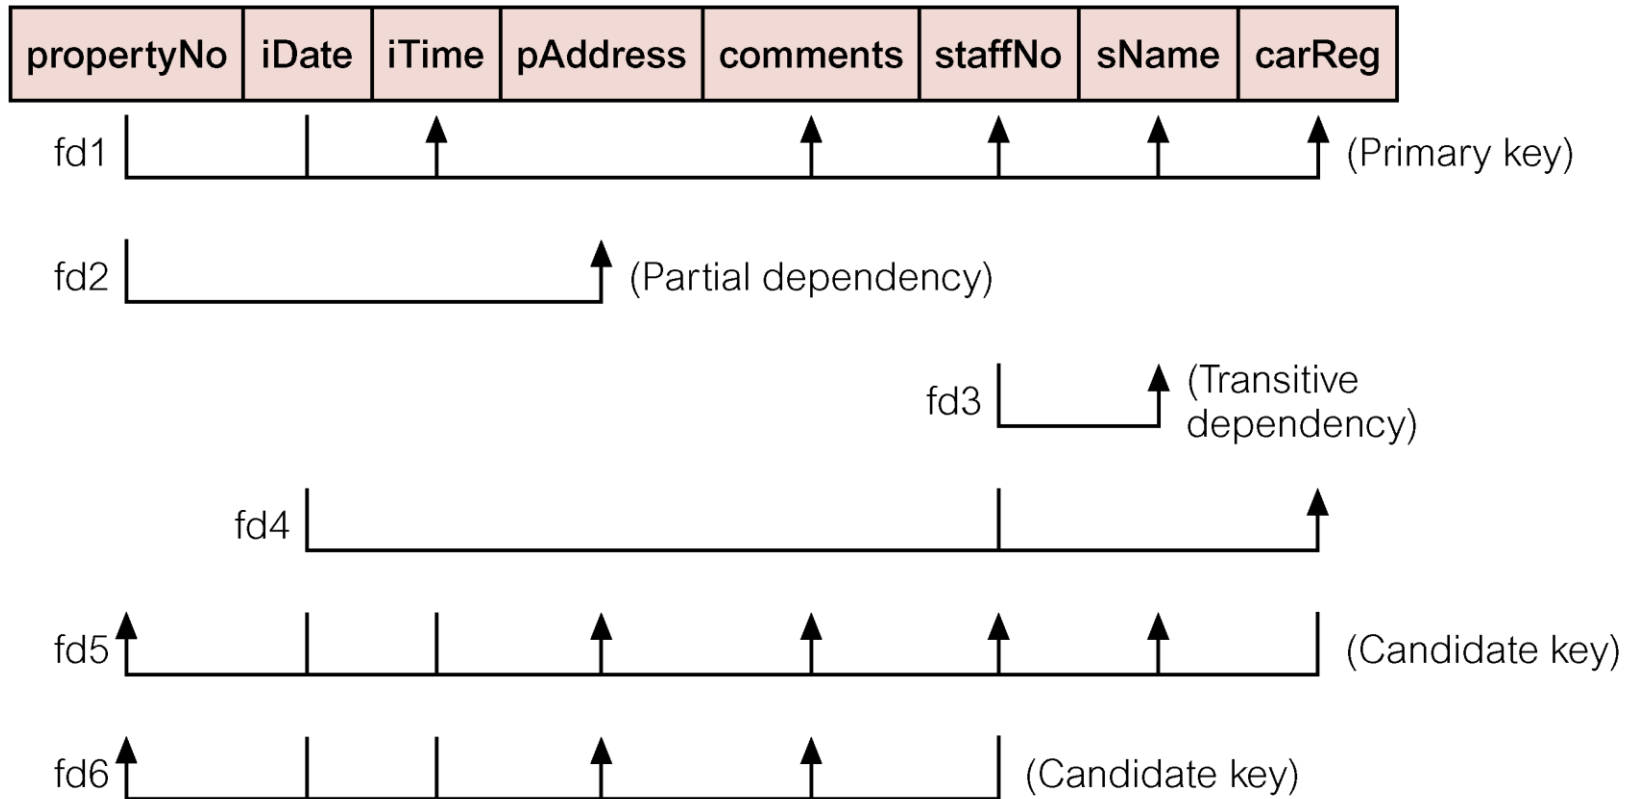 propertyNo iDate iTime pAddress comments staffNo sName carReg
fd1 (Primary key)
fd2 (Partial dependency)
fd3 (Transitive
dependency)
fd4
fd5 (Candidate key)
fd6 (Candidate key)